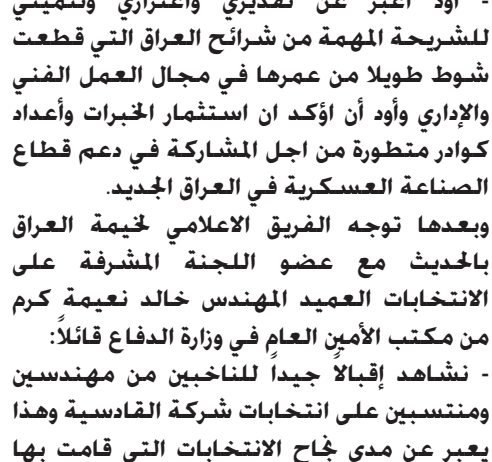 - أود أعبر عن تقديري واعتزازي وتثميني
للشريحة المهمة من شرائح العراق التي قطعت
شوط طويلا من عمرها في مجال العمل الفني
والإداري وأود أن اؤكد ان استثمار الخبرات وأعداد
كوادر متطورة من اجل المشاركة في دعم قطاع
الصناعة العسكرية في العراق الجديد.
وبعدها توجه الفريق الاعلامي لخيمة العراق
بالحديث مع عضو اللجنة المشرفة على
الانتخابات العميد المهندس خالد نعيمة كرم
من مكتب الأمين العام في وزارة الدفاع قائلاً:
- نشاهد إقبالاً جيداً للناخبين من مهندسين
ومنتسبين على انتخابات شركة القادسية وهذا
يعبر عن مدى نجاح الانتخابات التي قامت بها